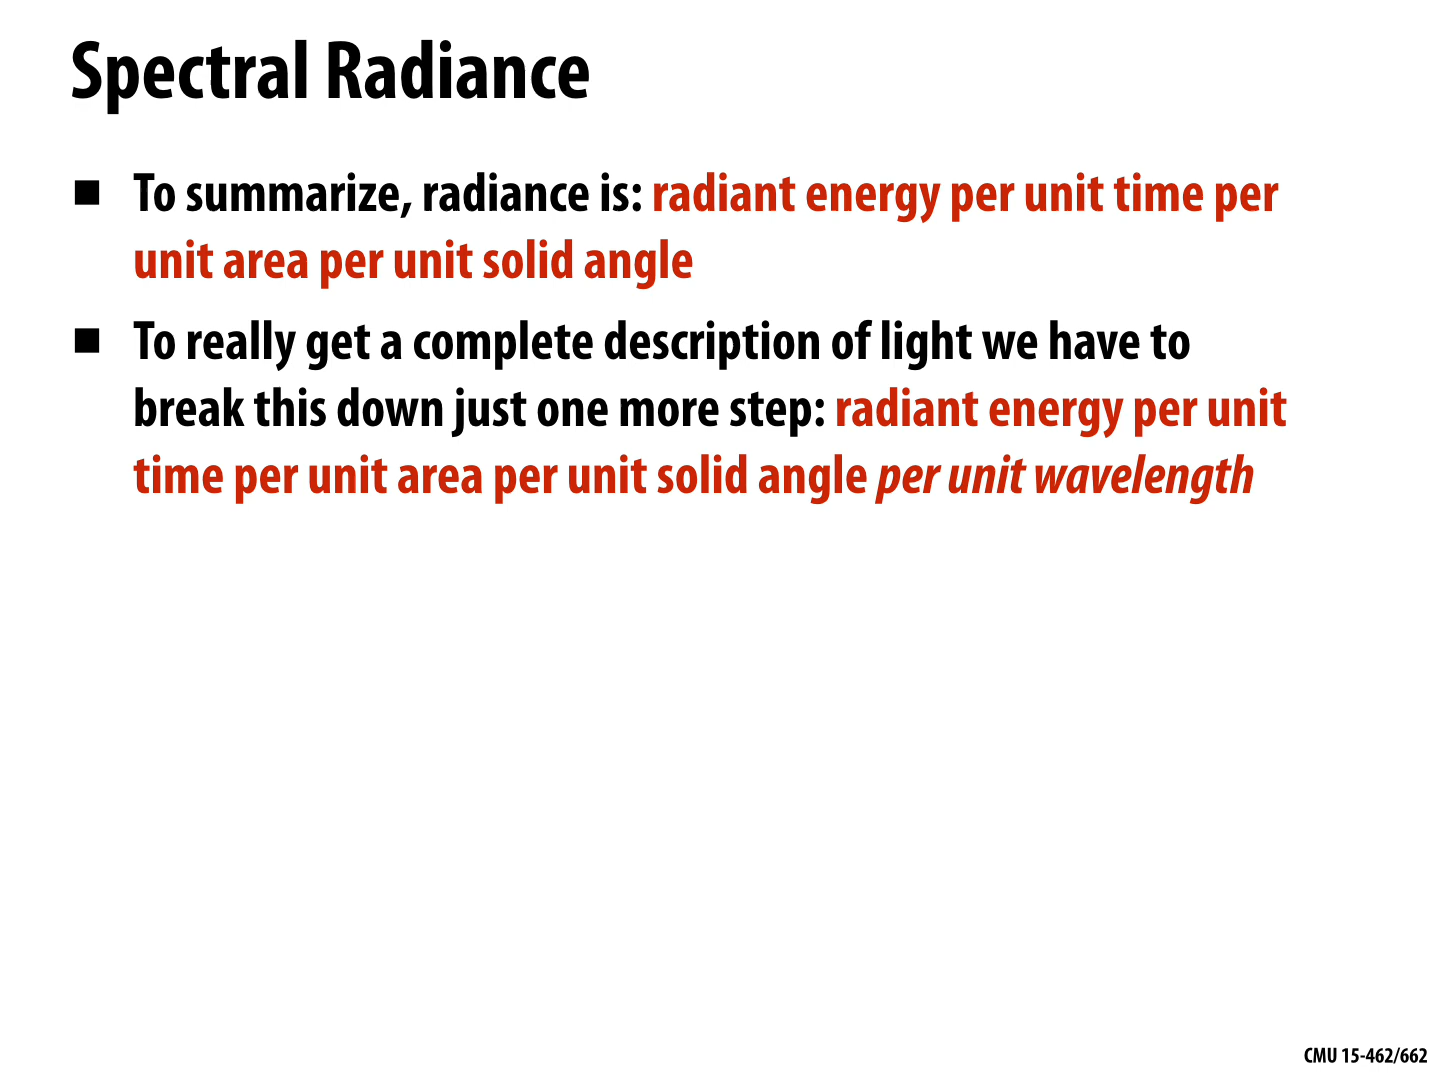 Spectral Radiance
■ To summarize, radiance is: radiant energy per unit time per
unit area per unit solid angle
■ To really get a complete description of light we have to
break this down just one more step: radiant energy per unit
time per unit area per unit solid angle per unit wavelength
CMU 15-462/662